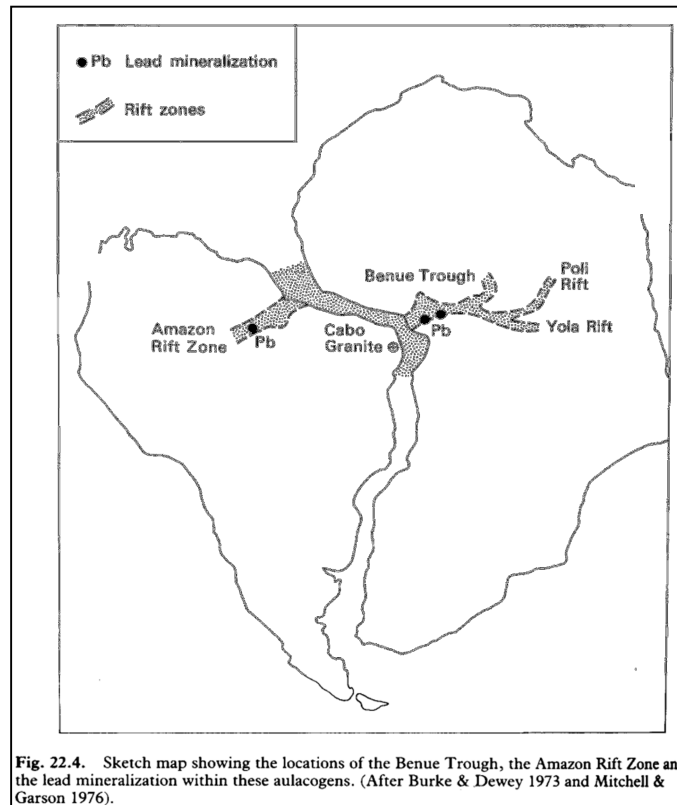 Pb Lead mineralization
Rift zones
Benue Trough
Poli
Rift
Amazon
Rift Zone
Pb
Cabo
Granite
Pb
Yola Rift
Fig. 22.4. Sketch map showing the locations of the Benue Trough, the Amazon Rift Zone an
the lead mineralization within these aulacogens. (After Burke & Dewey 1973 and Mitchell &
Garson 1976).